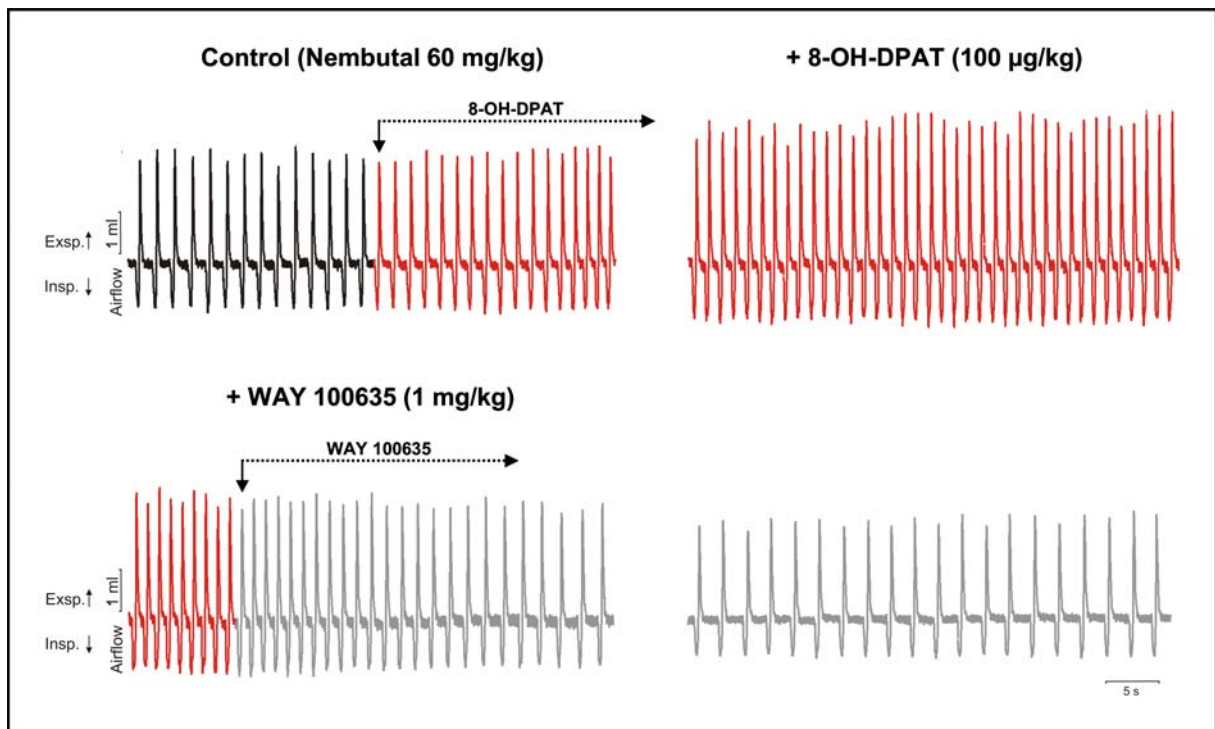 Control (Nembutal 60 mg/kg)
+ 8-OH-DPAT (100 µg/kg)
8-OH-DPAT
Exsp.↑
1 ml
Insp. ↓
Airflow
+ WAY 100635 (1 mg/kg)
WAY 100635
Exsp.↑
1 ml
Insp. ↓
Airflow
5 s